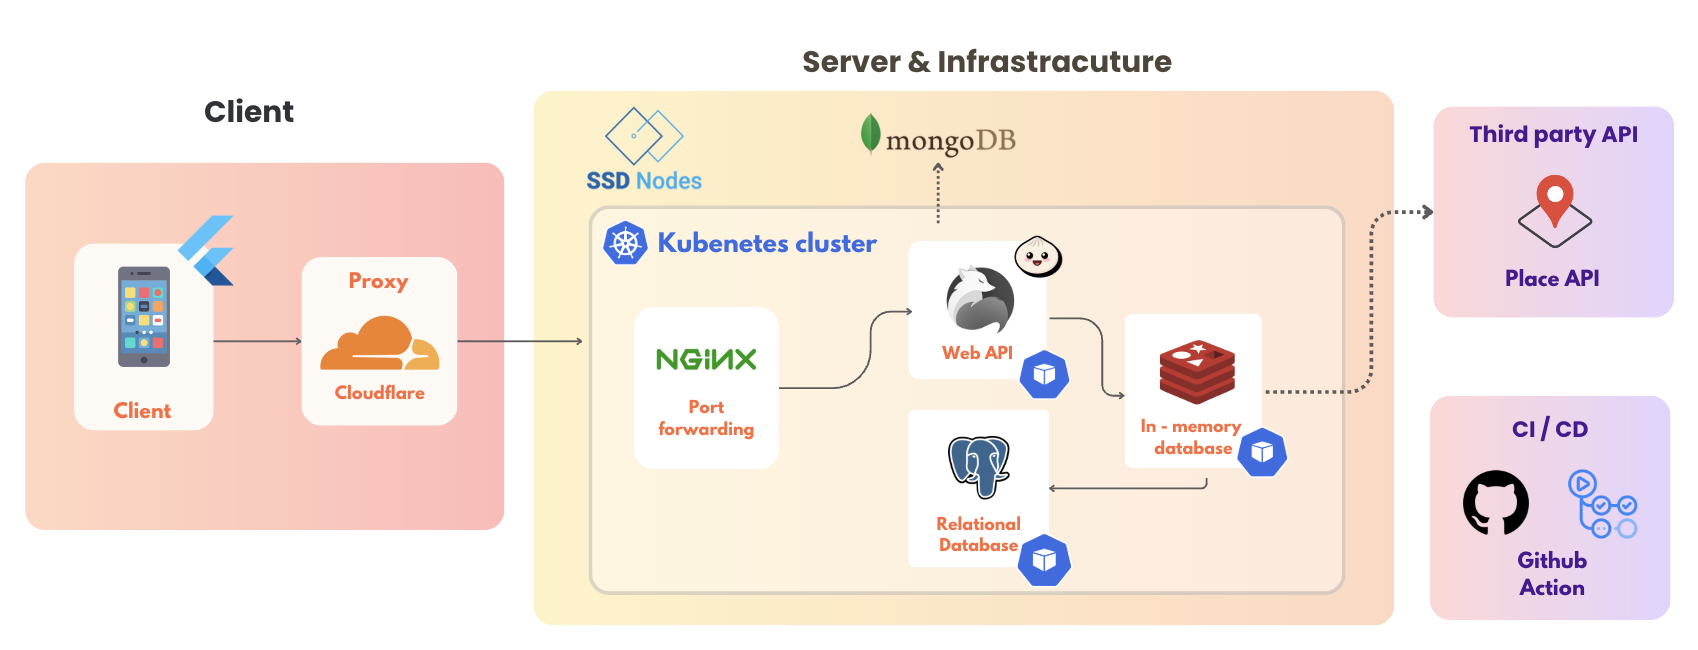 Client
Client
Proxy
Cloudflare
Server & Infrastracuture
SSD Nodes
mongoDB
Kubenetes cluster
NGiNX
Port
forwarding
Web API
In - memory
database
Relational
Database
Third party API
Place API
CI / CD
Github
Action